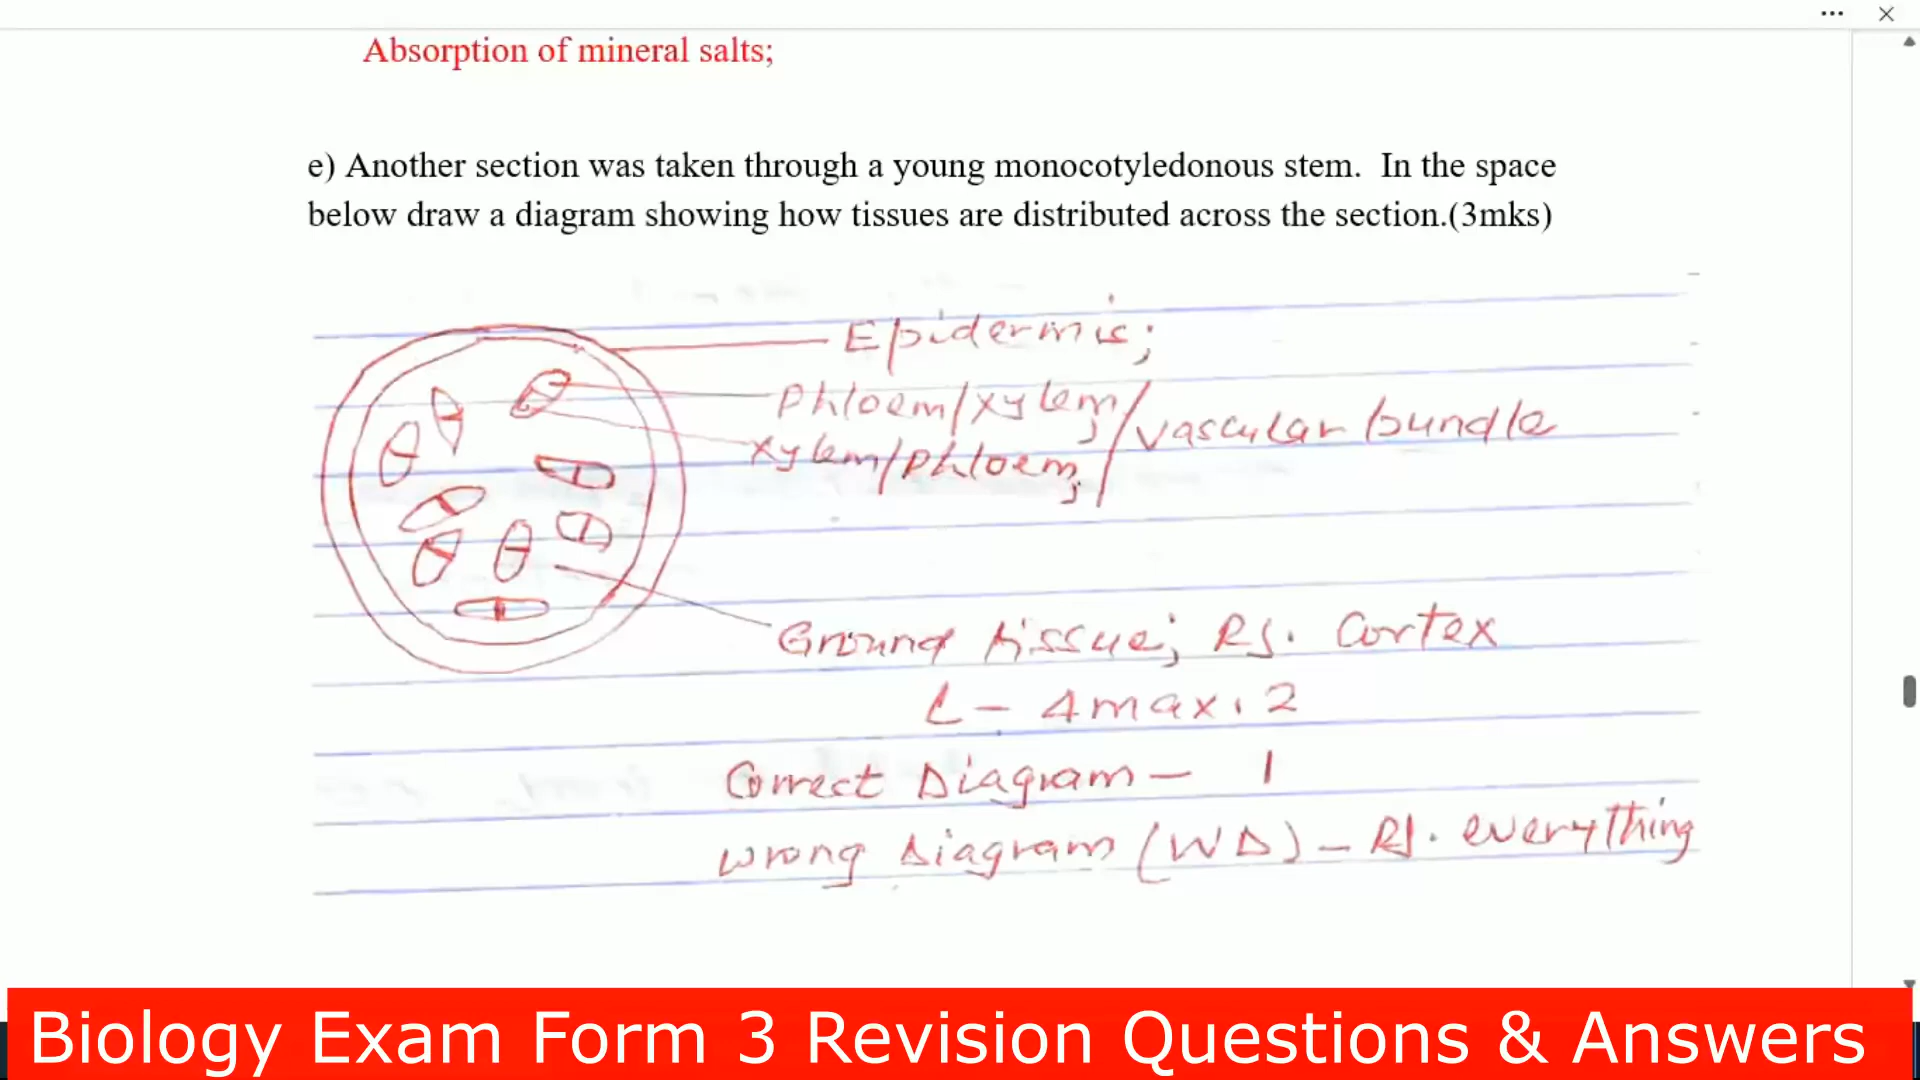 Absorption of mineral salts;
e) Another section was taken through a young monocotyledonous stem.  In the space
below draw a diagram showing how tissues are distributed across the section.(3mks)
Epidermis;
Phloem/xylem;/vascular bundle
xylem/phloem;
Ground tissue; RJ. Cortex
L - 4 max. 2
Correct Diagram - 1
Wrong Diagram (WD) - RJ. everything
Biology Exam Form 3 Revision Questions & Answers